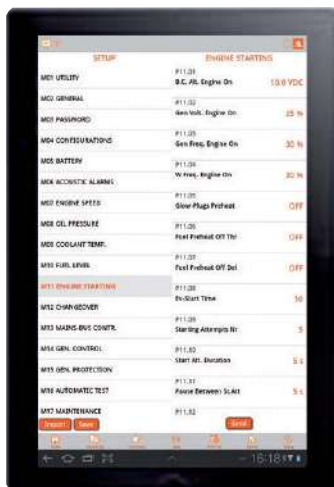 SETUP
M01 UTILITY
M02 GENERAL
M03 PASSWORD
M04 CONFIGURATIONS
M05 BATTERY
M06 ACOUSTIC ALARMS
M07 ENGINE SPEED
M08 OIL PRESSURE
M09 COOLANT TEMP.
M10 FUEL LEVEL
M11 ENGINE STARTING
M12 CHANGEOVER
M13 MAINS-BUS CONTR.
M14 GEN. CONTROL
M15 GEN. PROTECTION
M16 AUTOMATIC TEST
M17 MAINTENANCE
Import Save
ENGINE STARTING
P11.01
B.C. Alt. Engine On 10.0 VDC
P11.02
Gen Volt. Engine On 25 %
P11.03
Gen Freq. Engine On 30 %
P11.04
W Freq. Engine On 30 %
P11.05
Glow-Plugs Preheat OFF
P11.06
Fuel Preheat Off Thr OFF
P11.07
Fuel Preheat Off Del OFF
P11.08
Ex-Start Time
P11.09
Starting Attempts Nr 5
P11.10
Start Att. Duration 5 s
P11.11
Pause Between St.Att 5 s
P11.12
Send
16:18